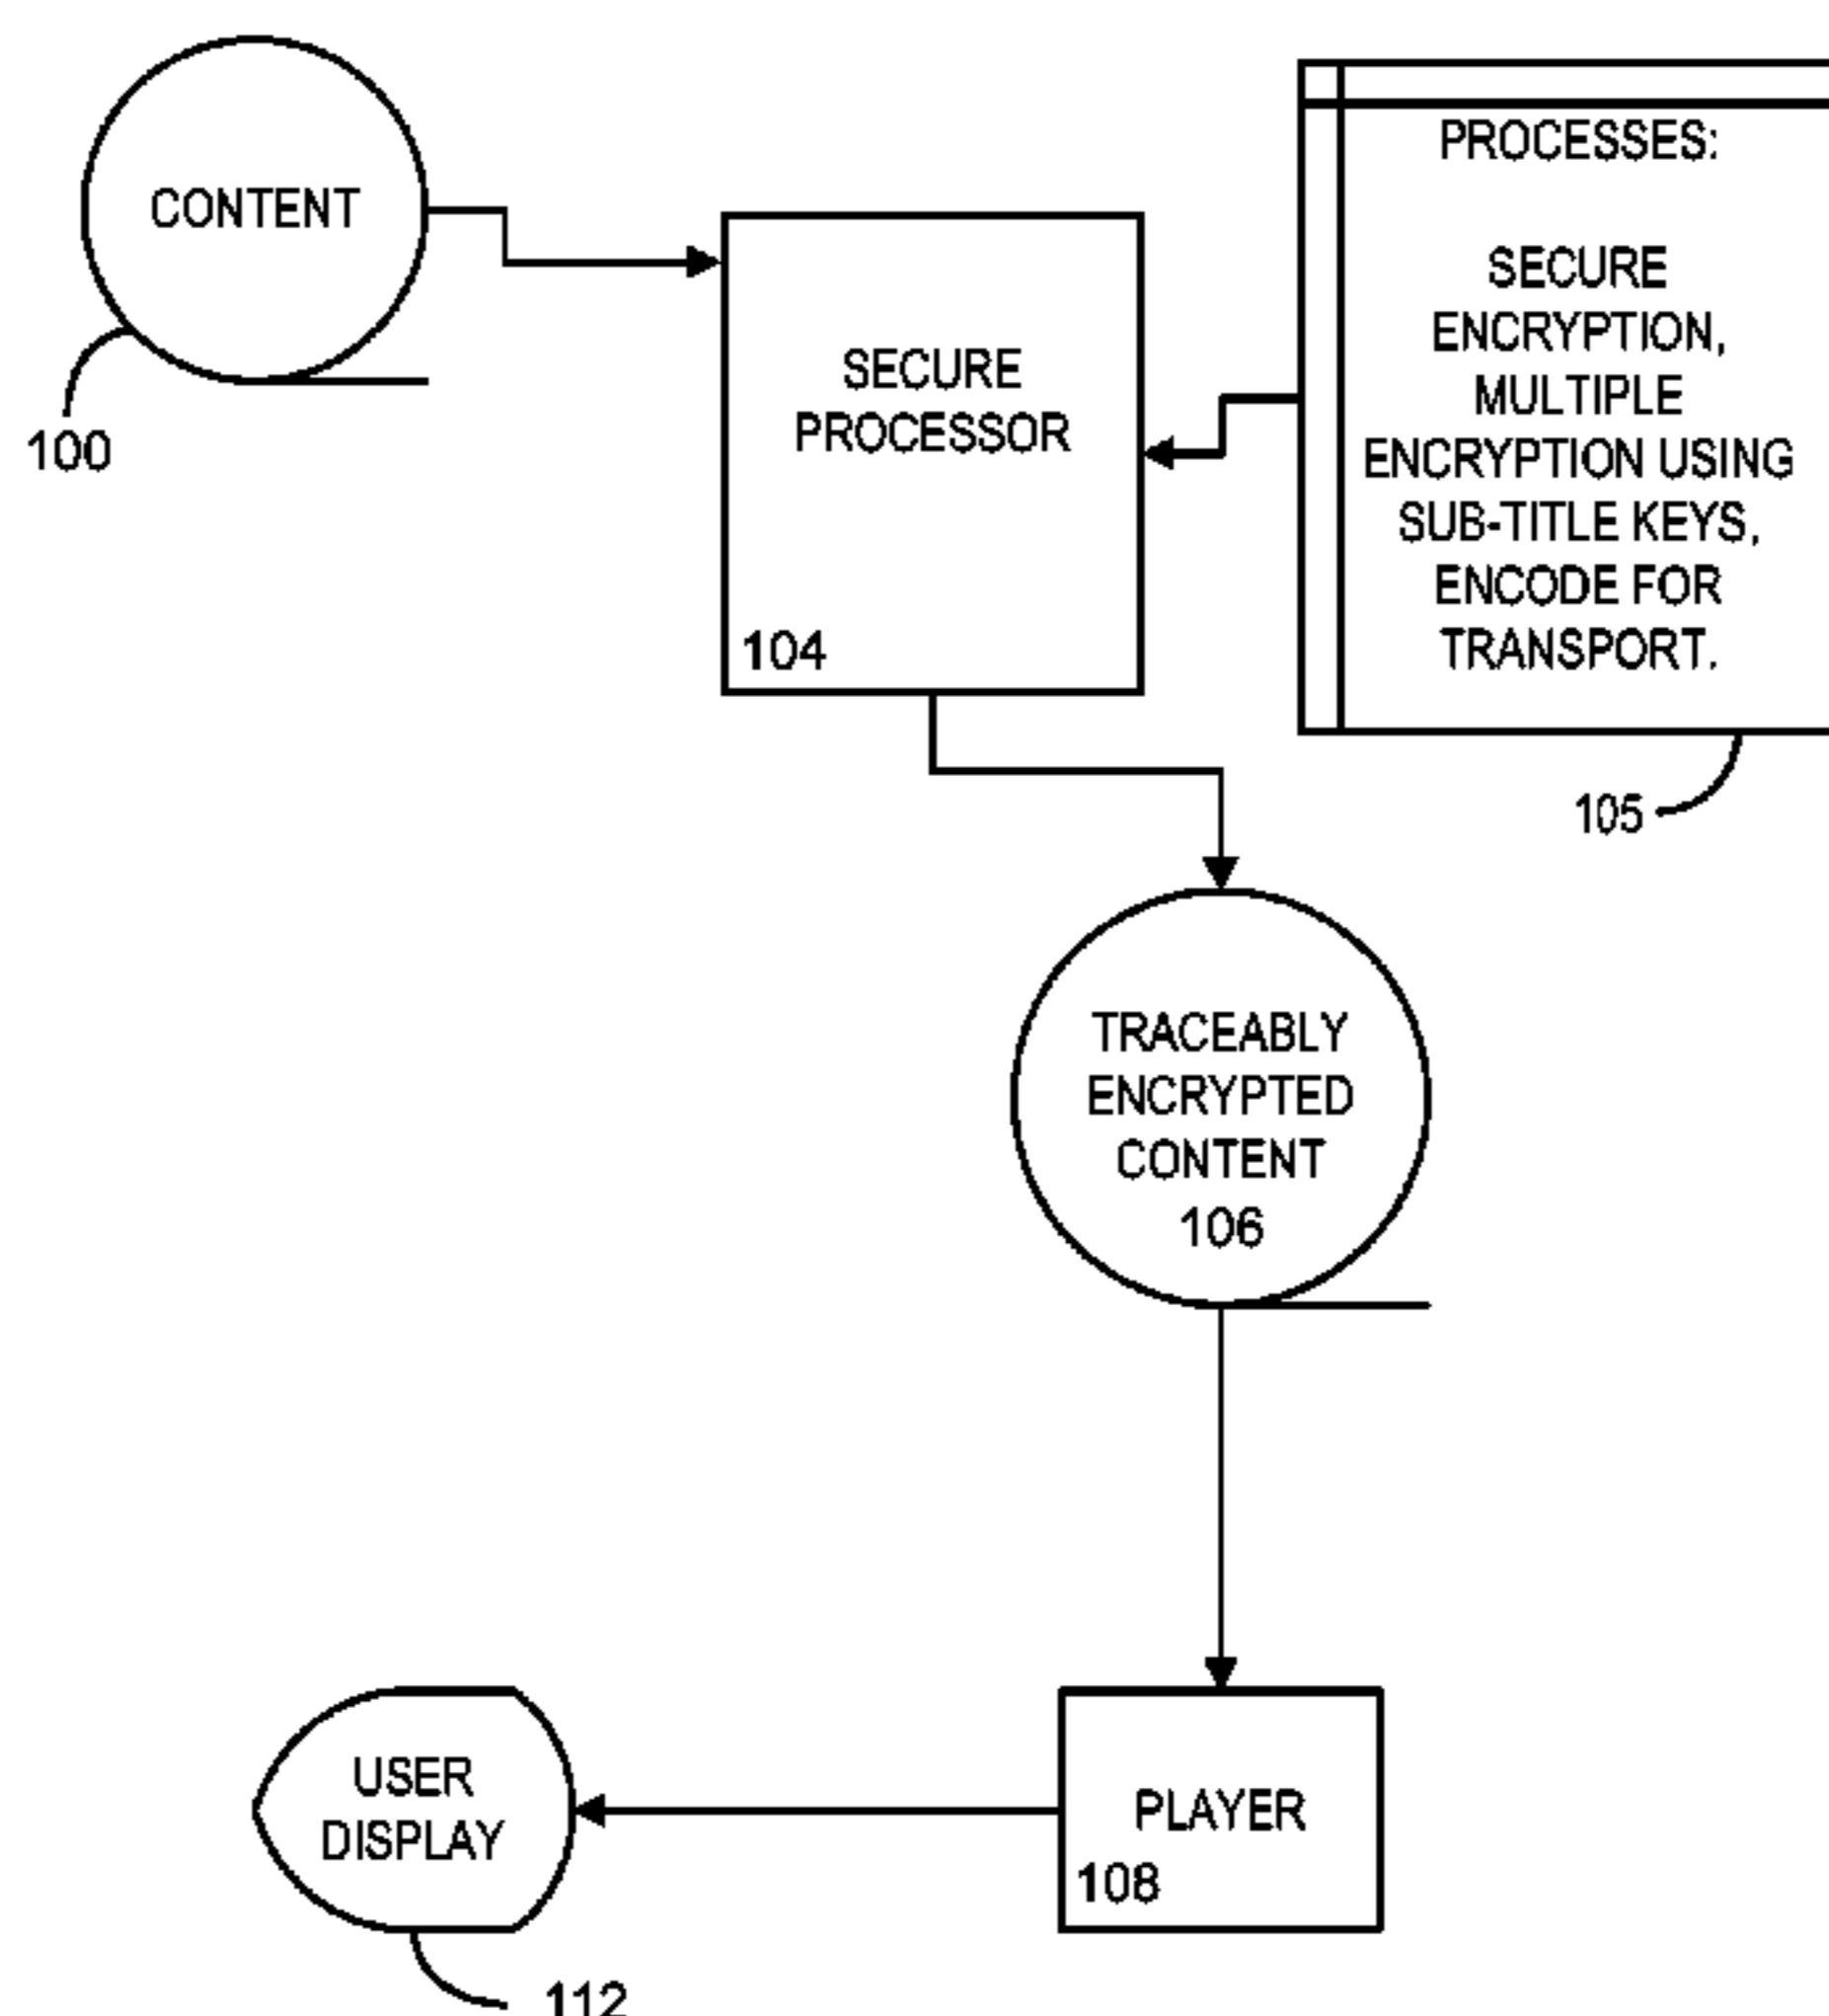 CONTENT
100
SECURE
PROCESSOR
104
PROCESSES:
SECURE
ENCRYPTION,
MULTIPLE
ENCRYPTION USING
SUB-TITLE KEYS,
ENCODE FOR
TRANSPORT.
105
TRACEABLY
ENCRYPTED
CONTENT
106
USER
DISPLAY
112
PLAYER
108